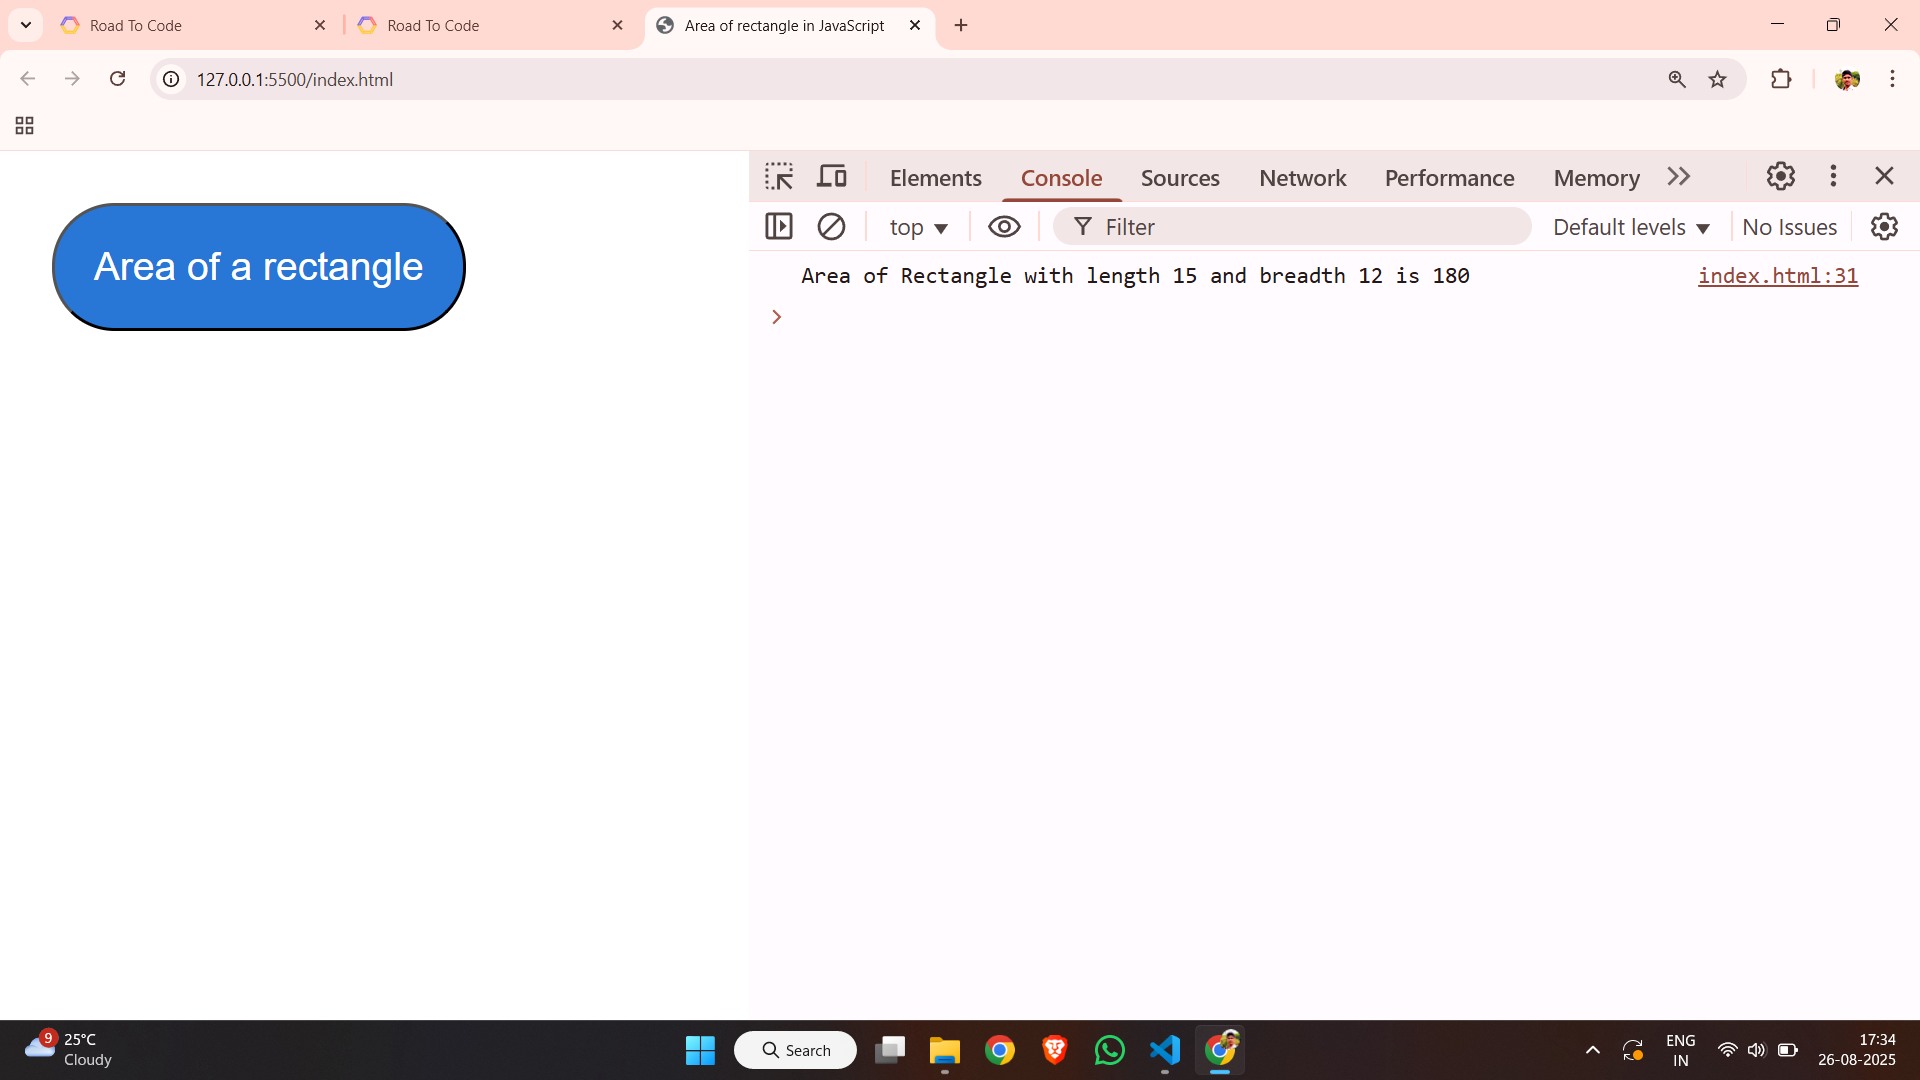 Road To Code
Road To Code
Area of rectangle in JavaScript
127.0.0.1:5500/index.html
Area of a rectangle
Elements
Console
Sources
Network
Performance
Memory
top
Filter
Default levels
No Issues
Area of Rectangle with length 15 and breadth 12 is 180
index.html:31
9
25°C
Cloudy
Search
ENG
IN
17:34
26-08-2025